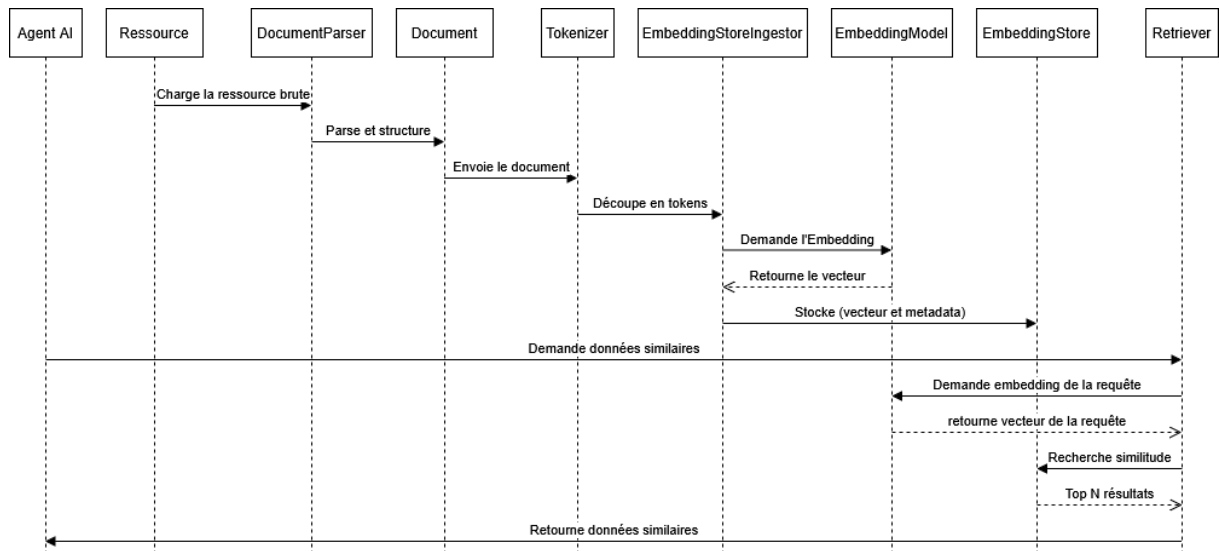 Agent AI
Ressource
DocumentParser
Document
Tokenizer
EmbeddingStoreIngestor
EmbeddingModel
EmbeddingStore
Retriever
Charge la ressource brute
Parse et structure
Envoie le document
Découpe en tokens
Demande l'Embedding
Retourne le vecteur
Stocke (vecteur et metadata)
Demande données similaires
Demande embedding de la requête
retourne vecteur de la requête
Recherche similitude
Top N résultats
Retourne données similaires